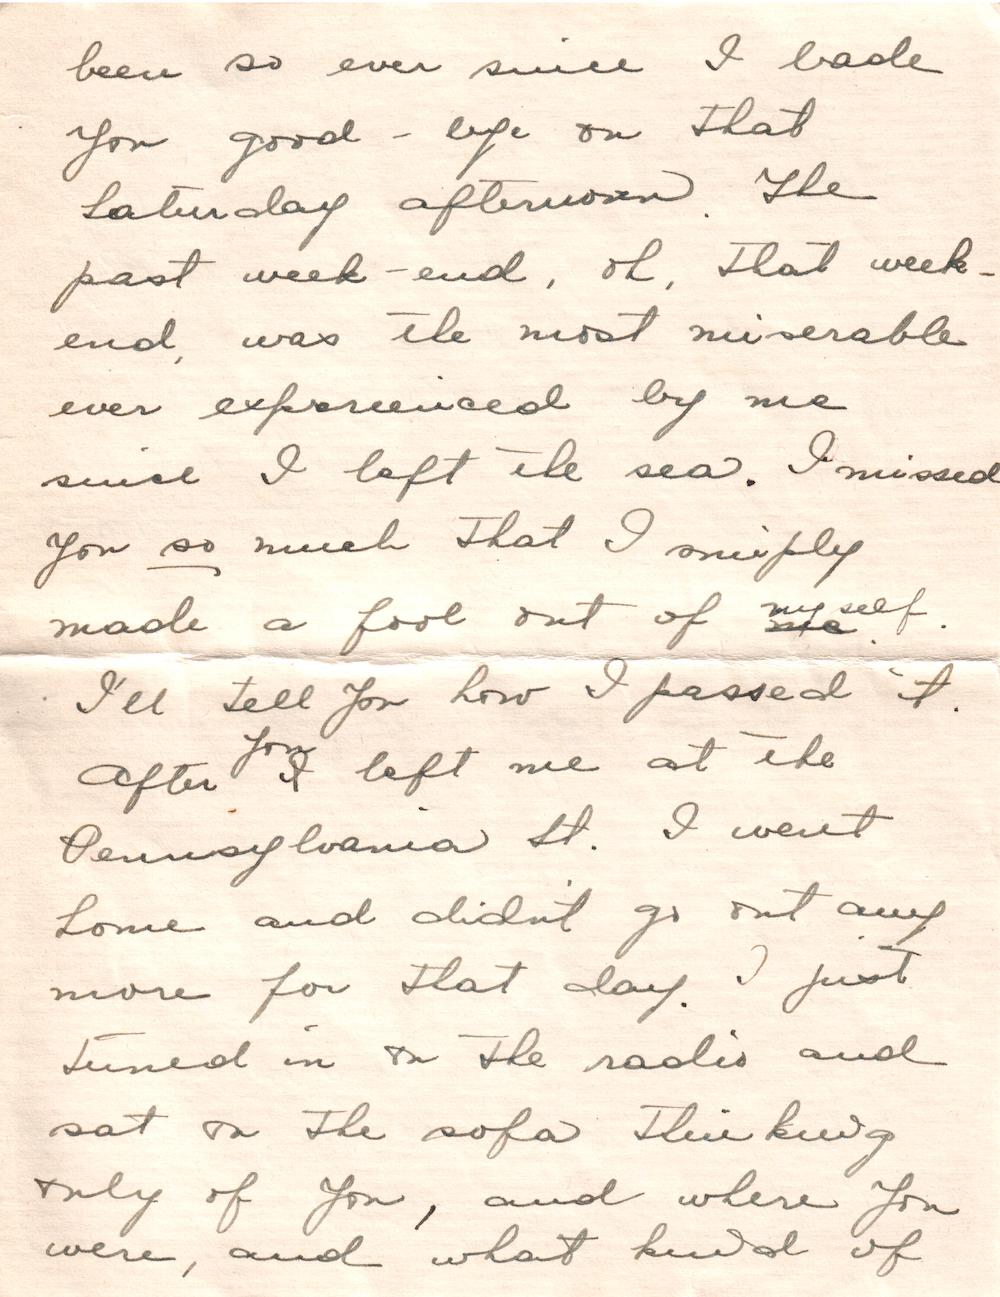 been so ever since I bade
you good-bye on that
Saturday afternoon. The
past week-end, oh, that week-
end, was the most miserable
ever experienced by me
since I left the sea. I missed
you so much that I simply
made a fool out of me myself.
I'll tell you how I passed it.
After I you left me at the
Pennsylvania St. I went
home and didn't go out any
more for that day. I just
tuned in on the radio and
sat on the sofa thinking
only of you, and where you
were, and what kind of